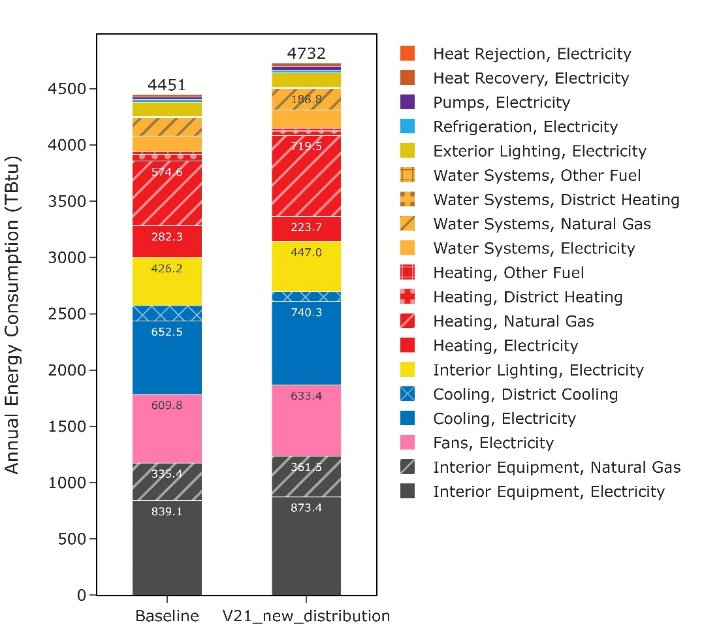 Annual Energy Consumption (TBtu)
4500
4000
3500
3000
2500
2000
1500
1000
500
0
4451
574.6
282.3
426.2
652.5
609.8
335.4
839.1
Baseline
4732
188.8
719.5
223.7
447.0
740.3
633.4
361.5
873.4
V21_new_distribution
Heat Rejection, Electricity
Heat Recovery, Electricity
Pumps, Electricity
Refrigeration, Electricity
Exterior Lighting, Electricity
Water Systems, Other Fuel
Water Systems, District Heating
Water Systems, Natural Gas
Water Systems, Electricity
Heating, Other Fuel
Heating, District Heating
Heating, Natural Gas
Heating, Electricity
Interior Lighting, Electricity
Cooling, District Cooling
Cooling, Electricity
Fans, Electricity
Interior Equipment, Natural Gas
Interior Equipment, Electricity